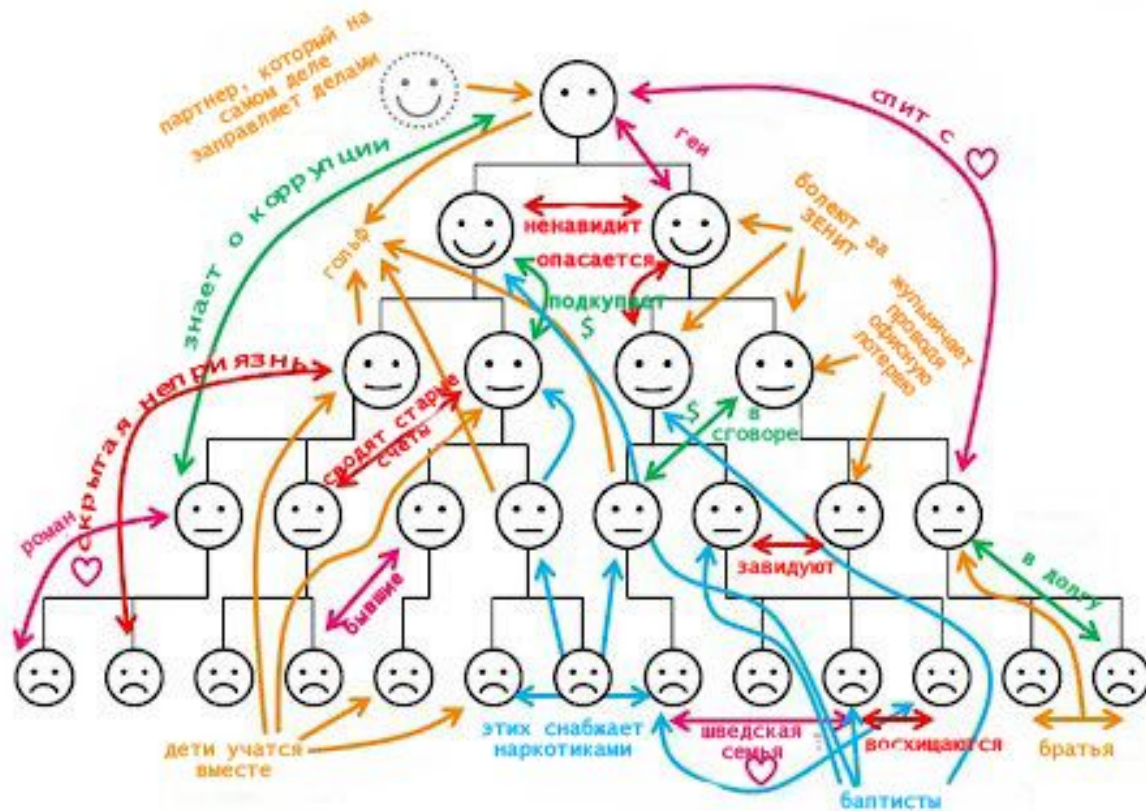 партнер, который на
самом деле
заправляет делами
спит с
геи
знает о коррупции
ненавидит
болеют за
ЗЕНИТ
гольф
опасается
подкупает
$
жульничает
проводя
офисную
лотерею
скрытая неприязнь
сводят старые
счеты
$ в
сговоре
роман
бывшие
завидуют
в долгу
дети учатся
вместе
этих снабжает
наркотиками
шведская
семья
восхищаются
братья
баптисты